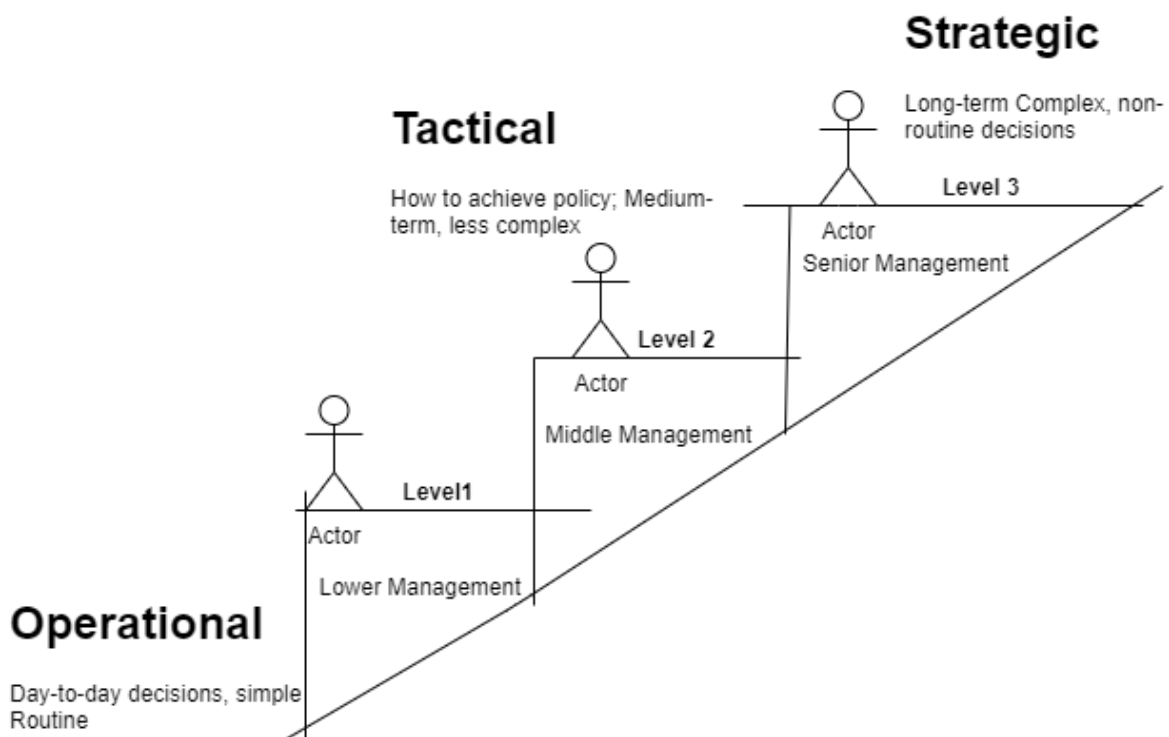 Strategic
Long-term Complex, non-
routine decisions
Level 3
Actor
Senior Management
Tactical
How to achieve policy; Medium-
term, less complex
Level 2
Actor
Middle Management
Level1
Actor
Lower Management
Operational
Day-to-day decisions, simple
Routine